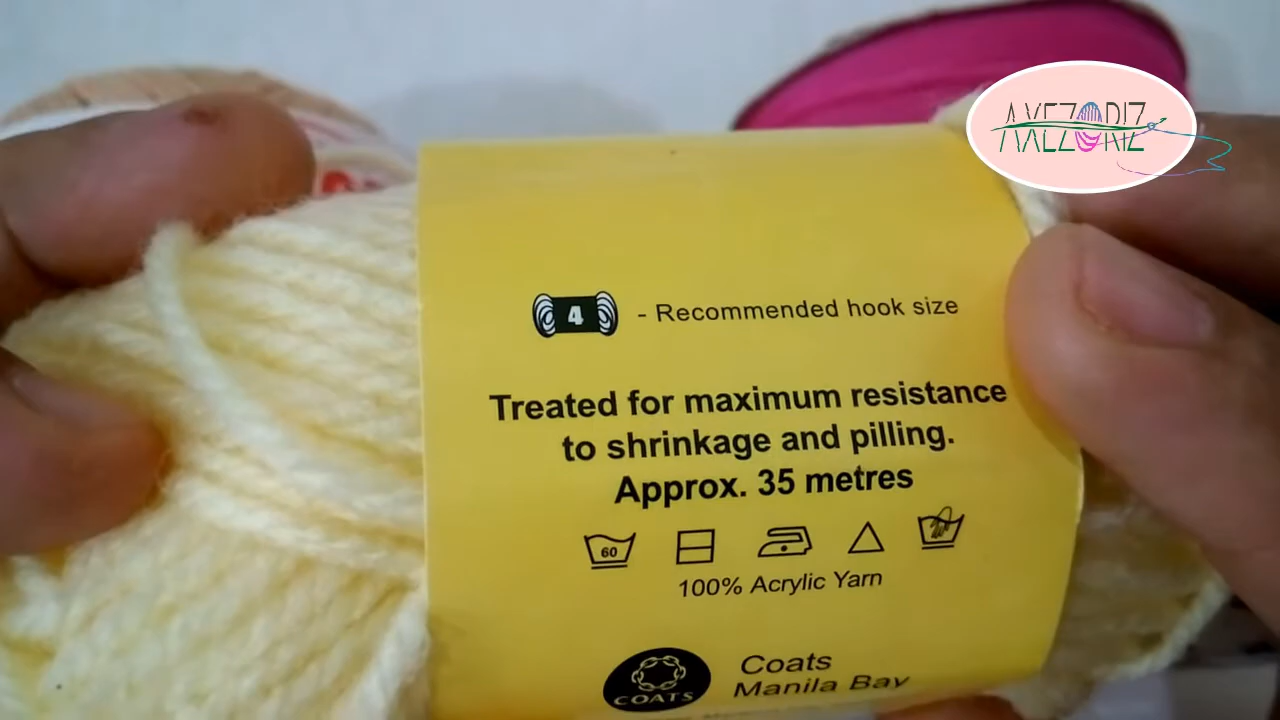 AXEZORIZ
4 - Recommended hook size
Treated for maximum resistance
to shrinkage and pilling.
Approx. 35 metres
60
100% Acrylic Yarn
COATS
Coats
Manila Bay